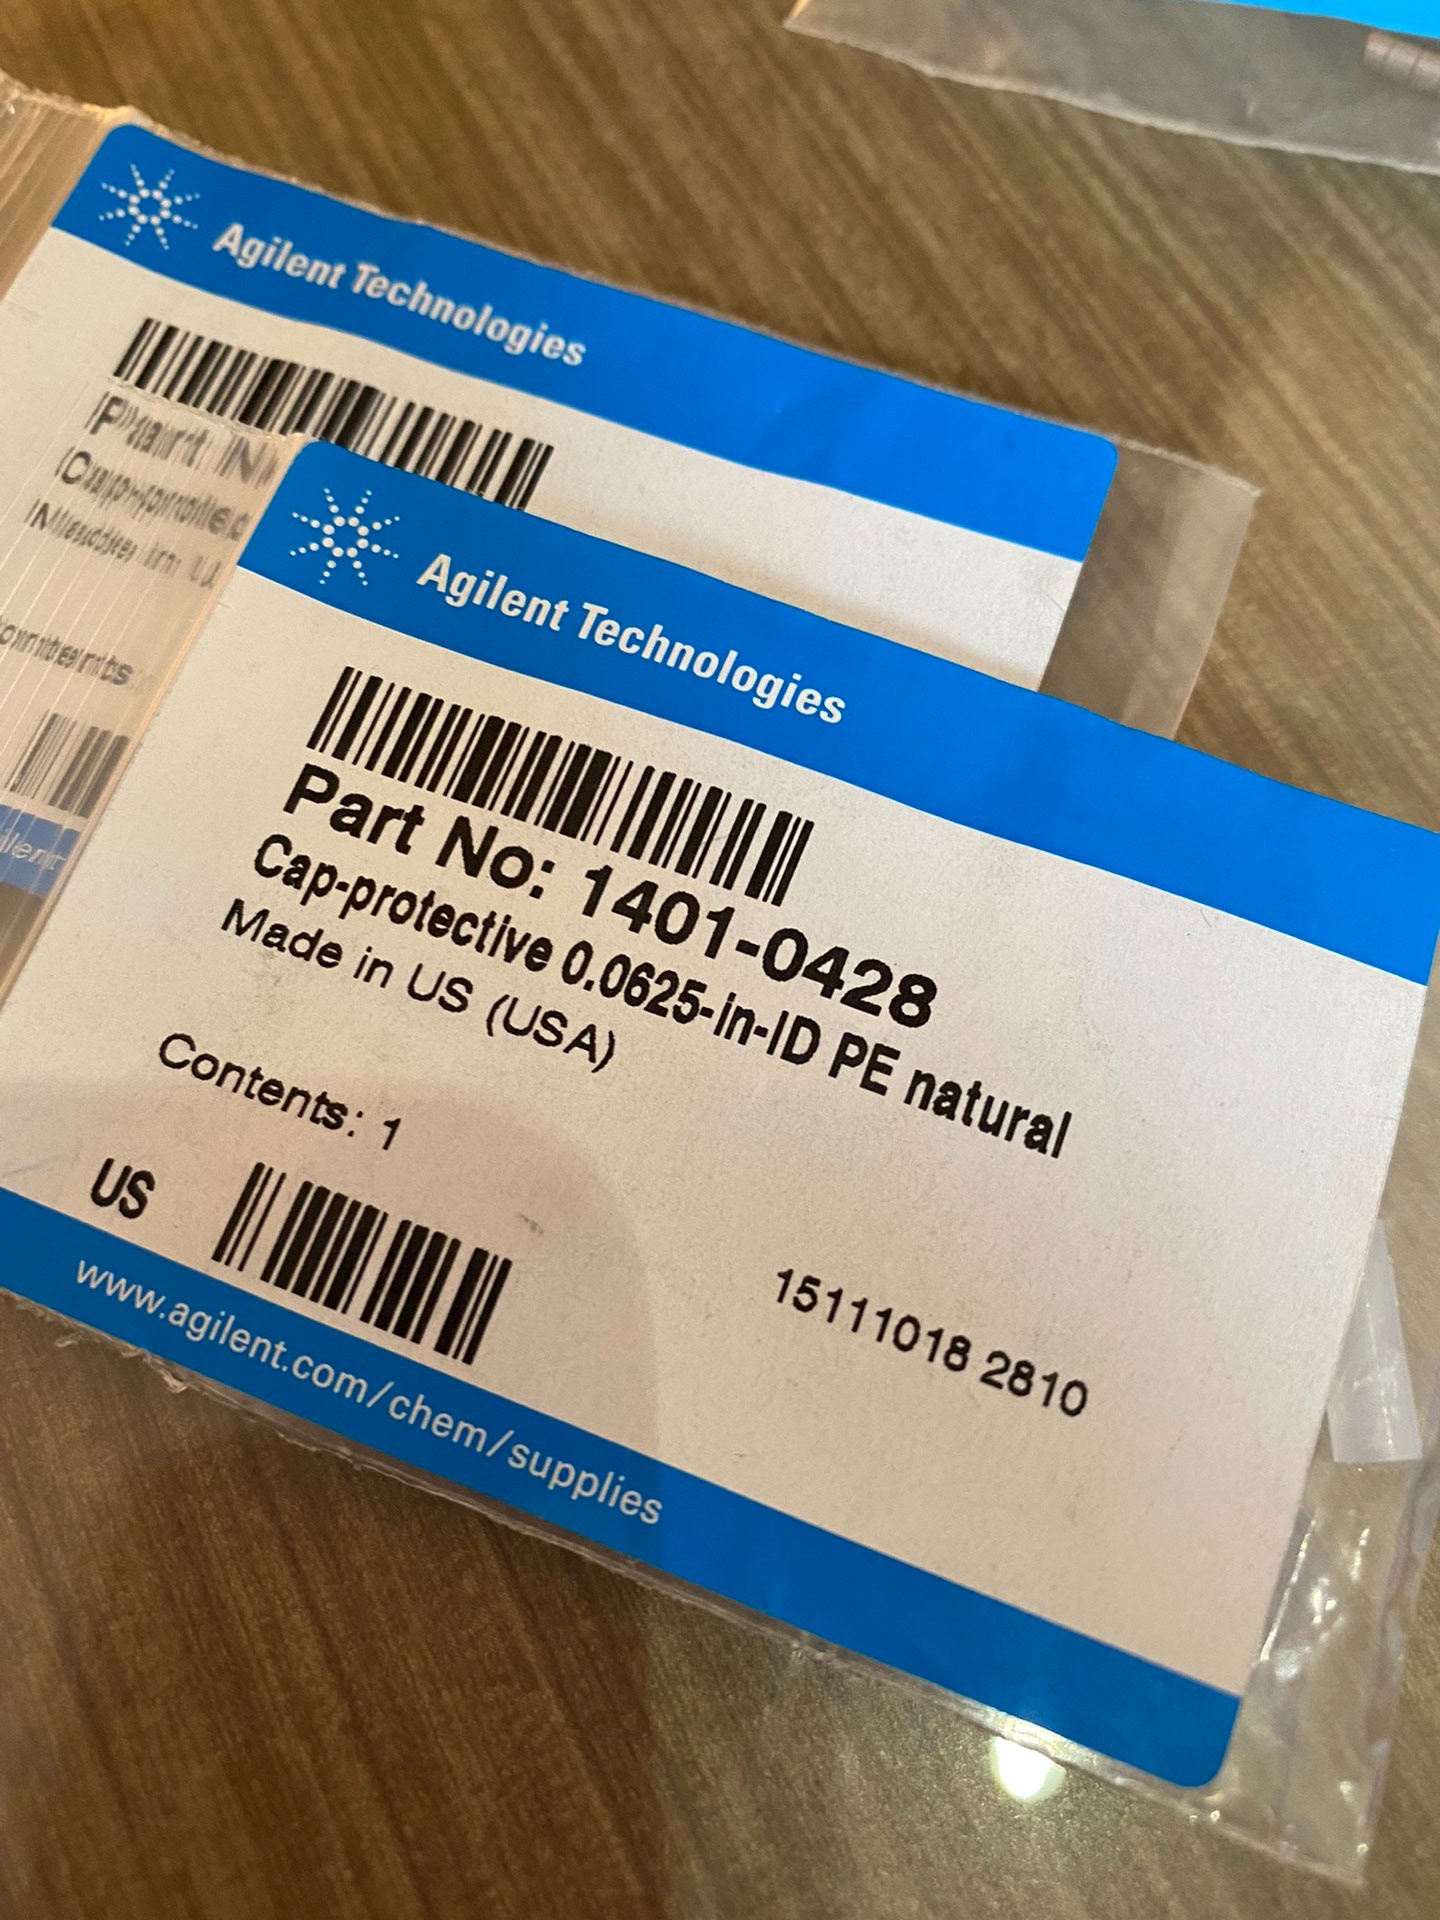 Agilent Technologies
Agilent Technologies
Part No: 1401-0428
Cap-protective 0.0625-in-ID PE natural
Made in US (USA)
Contents: 1
US
15111018 2810
www.agilent.com/chem/supplies